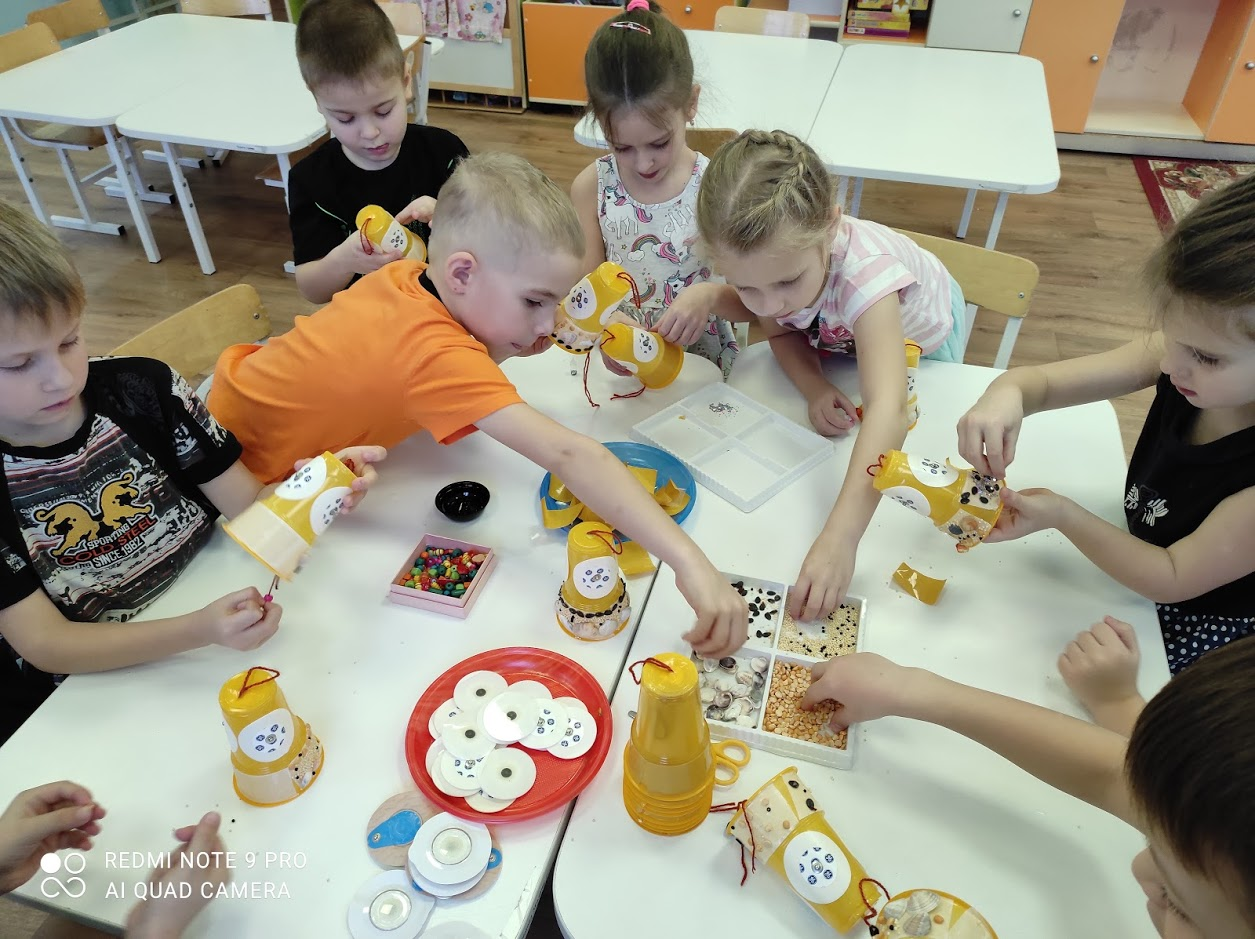 SPORTING
COLD STEEL
SINCE 1982
REDMI NOTE 9 PRO
AI QUAD CAMERA